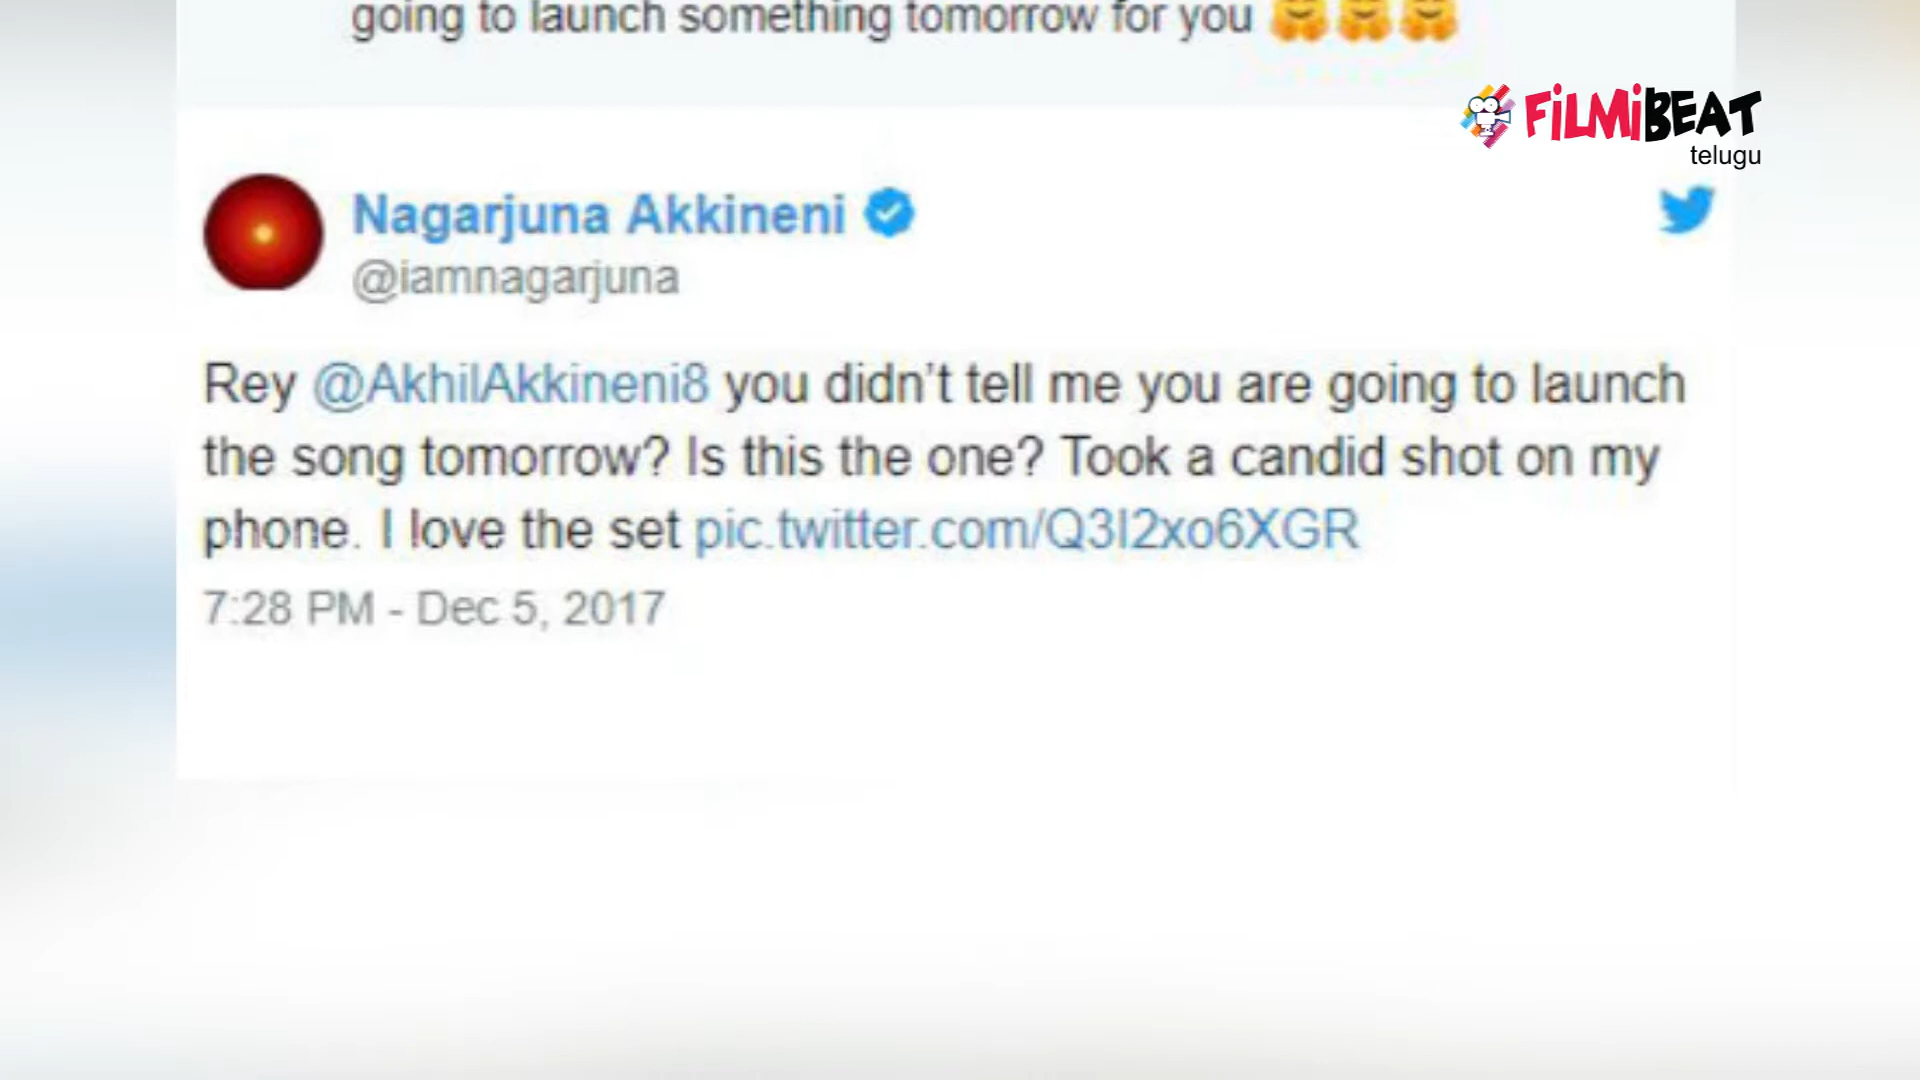 going to launch something tomorrow for you 🤗🤗🤗
FiLMiBEAT
telugu
Nagarjuna Akkineni
@iamnagarjuna
Rey @AkhilAkkineni8 you didn't tell me you are going to launch
the song tomorrow? Is this the one? Took a candid shot on my
phone. I love the set pic.twitter.com/Q3l2xo6XGR
7:28 PM - Dec 5, 2017